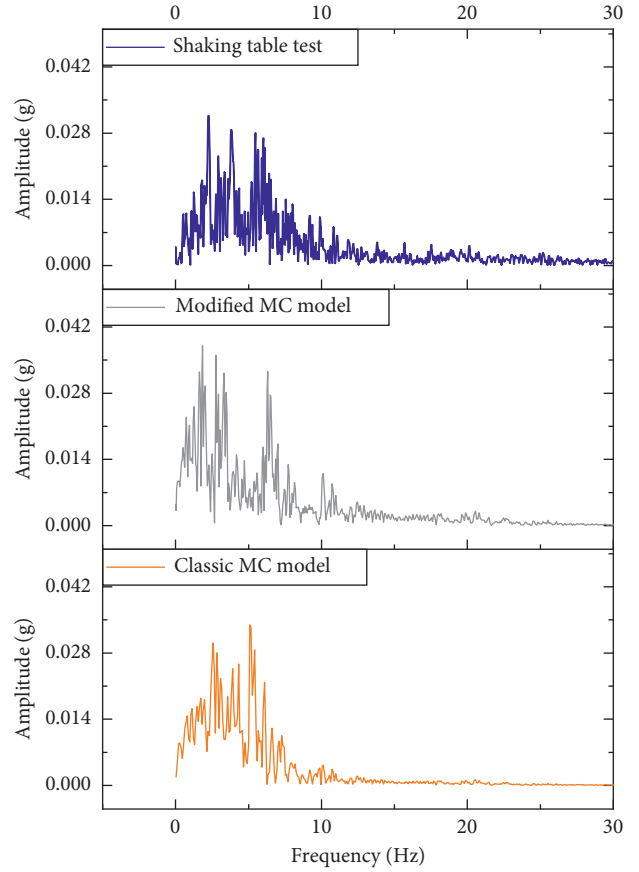 0 10 20 30
Shaking table test
0.042
0.028
0.014
0.000
Amplitude (g)
Modified MC model
0.042
0.028
0.014
0.000
Amplitude (g)
Classic MC model
0.042
0.028
0.014
0.000
Amplitude (g)
0 10 20 30
Frequency (Hz)